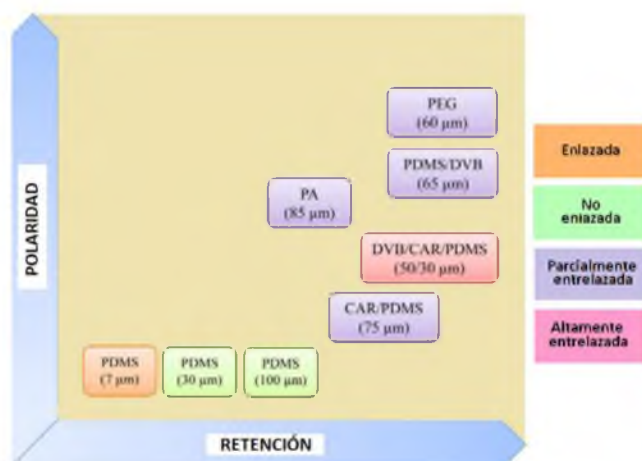 POLARIDAD
PEG
(60 µm)
PDMS/DVB
(65 µm)
PA
(85 µm)
DVB/CAR/PDMS
(50/30 µm)
CAR/PDMS
(75 µm)
PDMS
(7 µm)
PDMS
(30 µm)
PDMS
(100 µm)
RETENCIÓN
Enlazada
No
enlazada
Parcialmente
entrelazada
Altamente
entrelazada